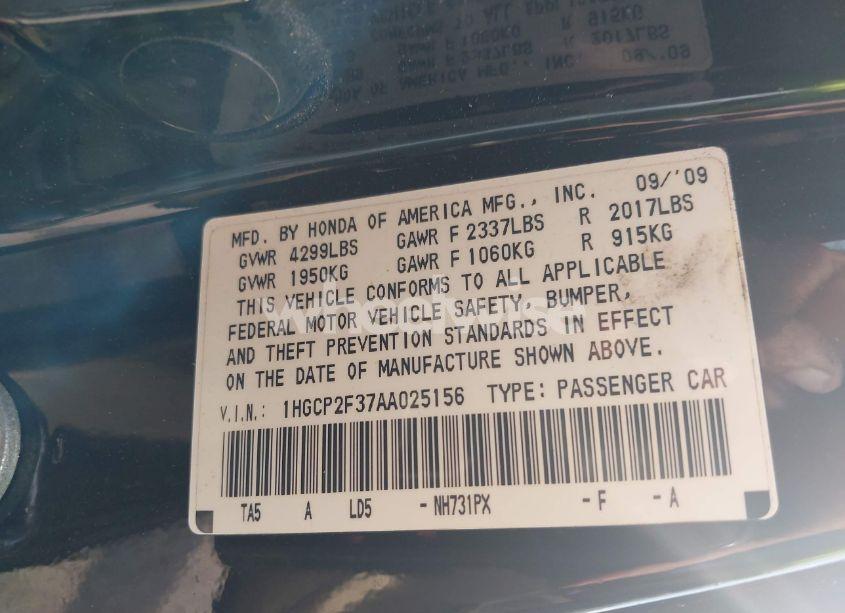 MFD. BY HONDA OF AMERICA MFG., INC. 09/'09
GVWR 4299LBS GAWR F 2337LBS R 2017LBS
GVWR 1950KG GAWR F 1060KG R 915KG
THIS VEHICLE CONFORMS TO ALL APPLICABLE
FEDERAL MOTOR VEHICLE SAFETY, BUMPER,
AND THEFT PREVENTION STANDARDS IN EFFECT
ON THE DATE OF MANUFACTURE SHOWN ABOVE.
V.I.N.: 1HGCP2F37AA025156 TYPE: PASSENGER CAR
TA5 A LD5 -NH731PX -F -A